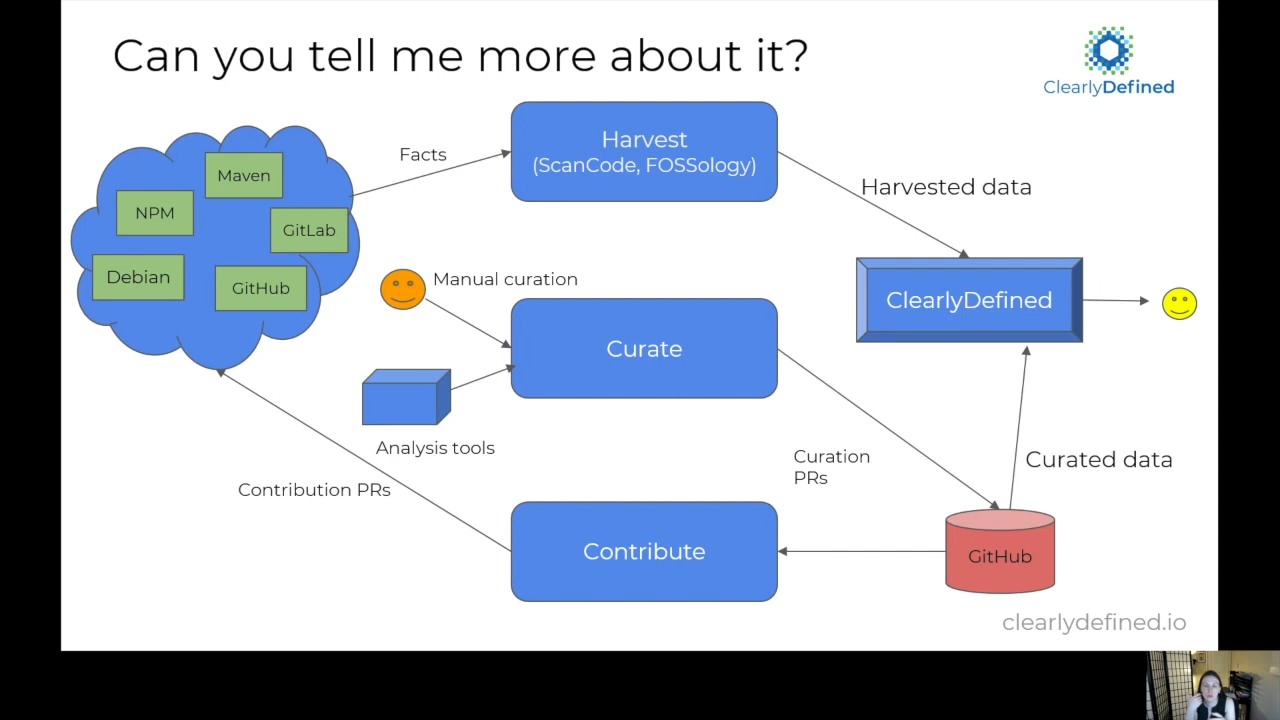 Can you tell me more about it?
ClearlyDefined
Harvest
(ScanCode, FOSSology)
Facts
Harvested data
Maven
NPM
GitLab
Debian
GitHub
Manual curation
ClearlyDefined
Curate
Analysis tools
Curation
PRs
Curated data
Contribution PRs
Contribute
GitHub
clearlydefined.io